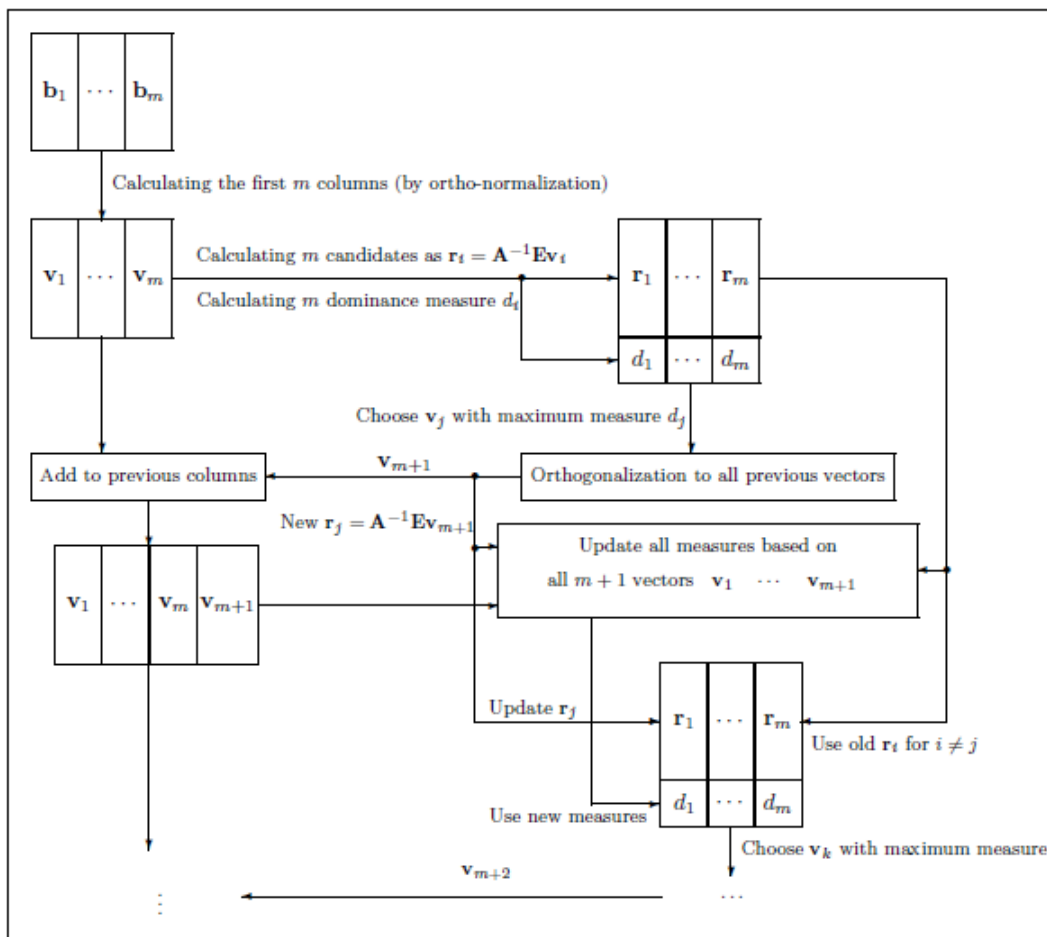 b₁ ⋯ bₘ
Calculating the first m columns (by ortho-normalization)
v₁ ⋯ vₘ
Calculating m candidates as rᵢ = A⁻¹Evᵢ
Calculating m dominance measure dᵢ
r₁ ⋯ rₘ
d₁ ⋯ dₘ
Choose vⱼ with maximum measure dⱼ
Add to previous columns
vₘ₊₁
Orthogonalization to all previous vectors
New rⱼ = A⁻¹Evₘ₊₁
Update all measures based on
all m + 1 vectors v₁ ⋯ vₘ₊₁
v₁ ⋯ vₘ vₘ₊₁
Update rⱼ
r₁ ⋯ rₘ
Use old rᵢ for i ≠ j
Use new measures
d₁ ⋯ dₘ
Choose vₖ with maximum measure
vₘ₊₂
⋮
⋯